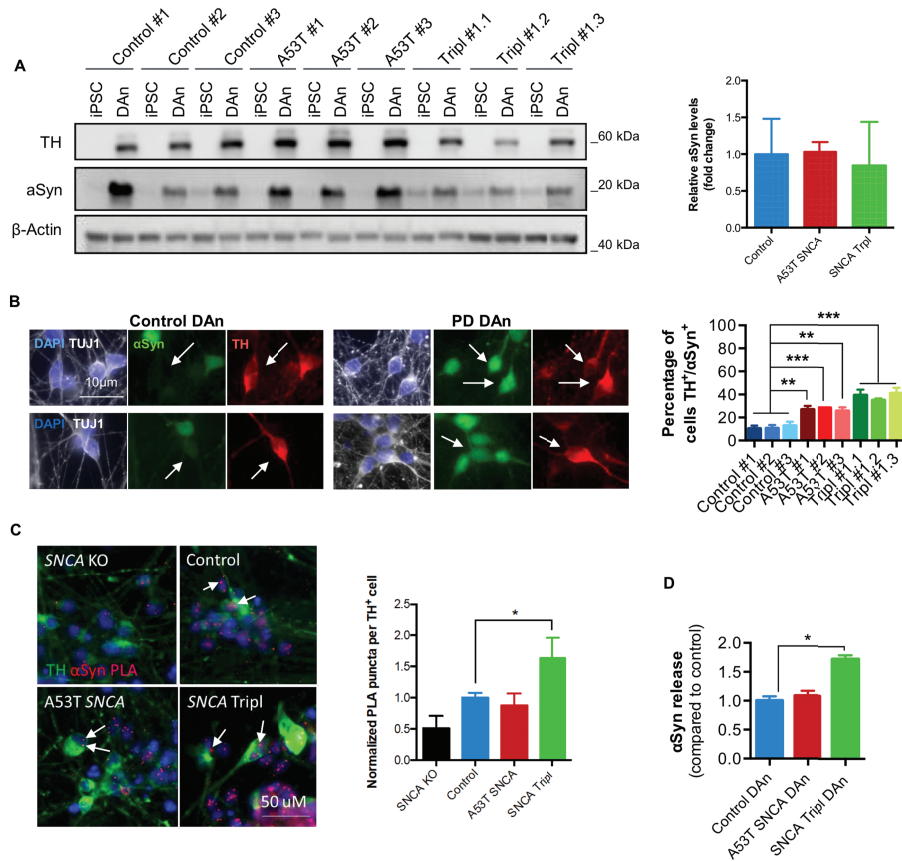 A
Control #1
Control #2
Control #3
A53T #1
A53T #2
A53T #3
Tripl #1.1
Tripl #1.2
Tripl #1.3
iPSC DAn iPSC DAn iPSC DAn iPSC DAn iPSC DAn iPSC DAn iPSC DAn iPSC DAn iPSC DAn
TH
_60 kDa
aSyn
_20 kDa
β-Actin
_40 kDa
Relative aSyn levels
(fold change)
2.0
1.5
1.0
0.5
0.0
Control
A53T SNCA
SNCA Trpl
B
Control DAn
PD DAn
DAPI TUJ1
αSyn
TH
DAPI TUJ1
10μm
DAPI TUJ1
Percentage of
cells TH⁺/αSyn⁺
100
80
60
40
20
0
***
**
***
**
Control #1
Control #2
Control #3
A53T #1
A53T #2
A53T #3
Tripl #1.1
Tripl #1.2
Tripl #1.3
C
SNCA KO
Control
TH αSyn PLA
A53T SNCA
SNCA Tripl
50 uM
Normalized PLA puncta per TH⁺ cell
2.5
2.0
1.5
1.0
0.5
0.0
*
SNCA KO
Control
A53T SNCA
SNCA Tripl
D
αSyn release
(compared to control)
2.0
1.5
1.0
0.5
0.0
*
Control DAn
A53T SNCA DAn
SNCA Tripl DAn